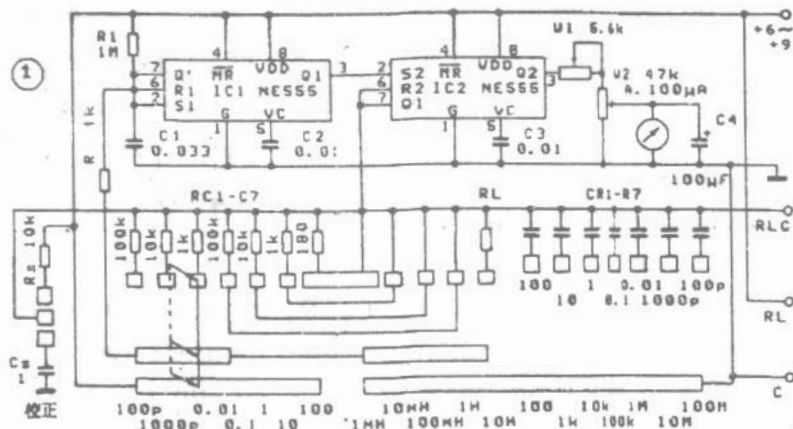 ①
R1
1M
4
8
7
6
2
Q'
R1
S1
MR
VDD
Q1
IC1
NE555
G
VC
1
5
3
2
6
7
S2
R2
Q1
4
8
MR
VDD
Q2
IC2
NE555
G
VC
1
5
3
W1 5.6k
W2 47k
A.100μA
+6~
+9
R 1k
C1
0.033
C2
0.01
C3
0.01
C4
+
100μF
RC1-C7
RL
CR1-R7
RLC
Rs 10k
100k
10k
1k
100k
10k
1k
180
100 1 0.01 100p
10 0.1 1000p
RL
Cs
1
C
校正
100p 0.01 1 100
1000p 0.1 10
10MH 1H 100 10k 1M 100M
1MH 100MH 10H 1k 100k 10M